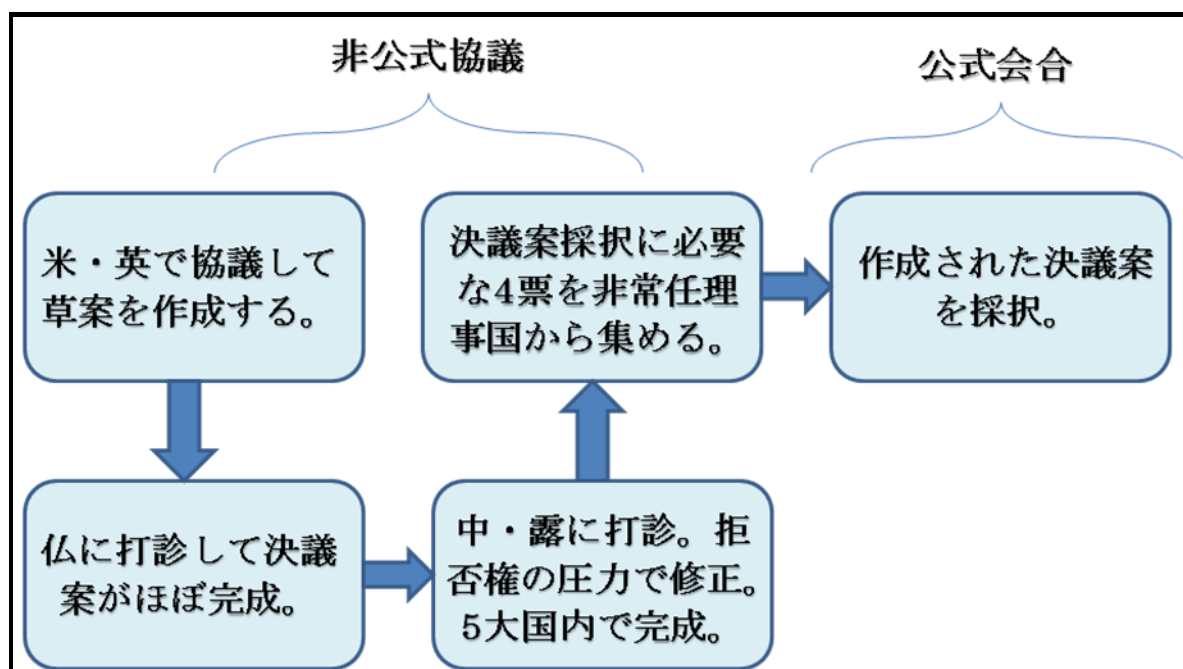 非公式協議
公式会合
米・英で協議して
草案を作成する。
仏に打診して決議
案がほぼ完成。
中・露に打診。拒
否権の圧力で修正。
5大国内で完成。
決議案採択に必要
な4票を非常任理
事国から集める。
作成された決議案
を採択。